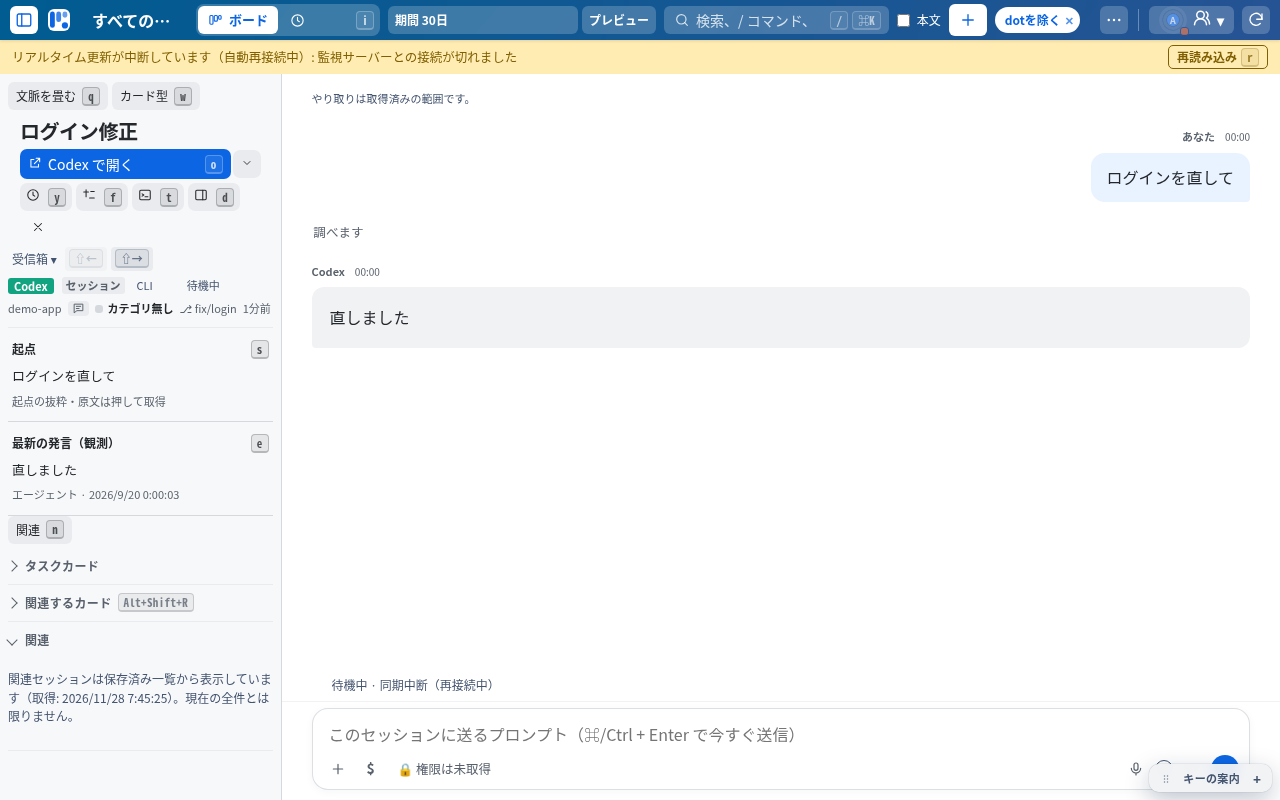 すべての…
ボード
i
期間 30日
プレビュー
検索、/ コマンド、
/
⌘K
本文
dotを除く ×
A
リアルタイム更新が中断しています（自動再接続中）: 監視サーバーとの接続が切れました
再読み込み r
文脈を畳む q
カード型 w
ログイン修正
Codex で開く o
y
f
t
d
受信箱 ▾
⇧←
⇧→
Codex セッション CLI 待機中
demo-app カテゴリ無し fix/login 1分前
起点 s
ログインを直して
起点の抜粋・原文は押して取得
最新の発言（観測） e
直しました
エージェント · 2026/9/20 0:00:03
関連 n
タスクカード
関連するカード Alt+Shift+R
関連
関連セッションは保存済み一覧から表示していま
す（取得: 2026/11/28 7:45:25）。現在の全件とは
限りません。
やり取りは取得済みの範囲です。
あなた 00:00
ログインを直して
調べます
Codex 00:00
直しました
待機中 · 同期中断（再接続中）
このセッションに送るプロンプト（⌘/Ctrl + Enter で今すぐ送信）
＋ $ 🔒 権限は未取得
キーの案内 +